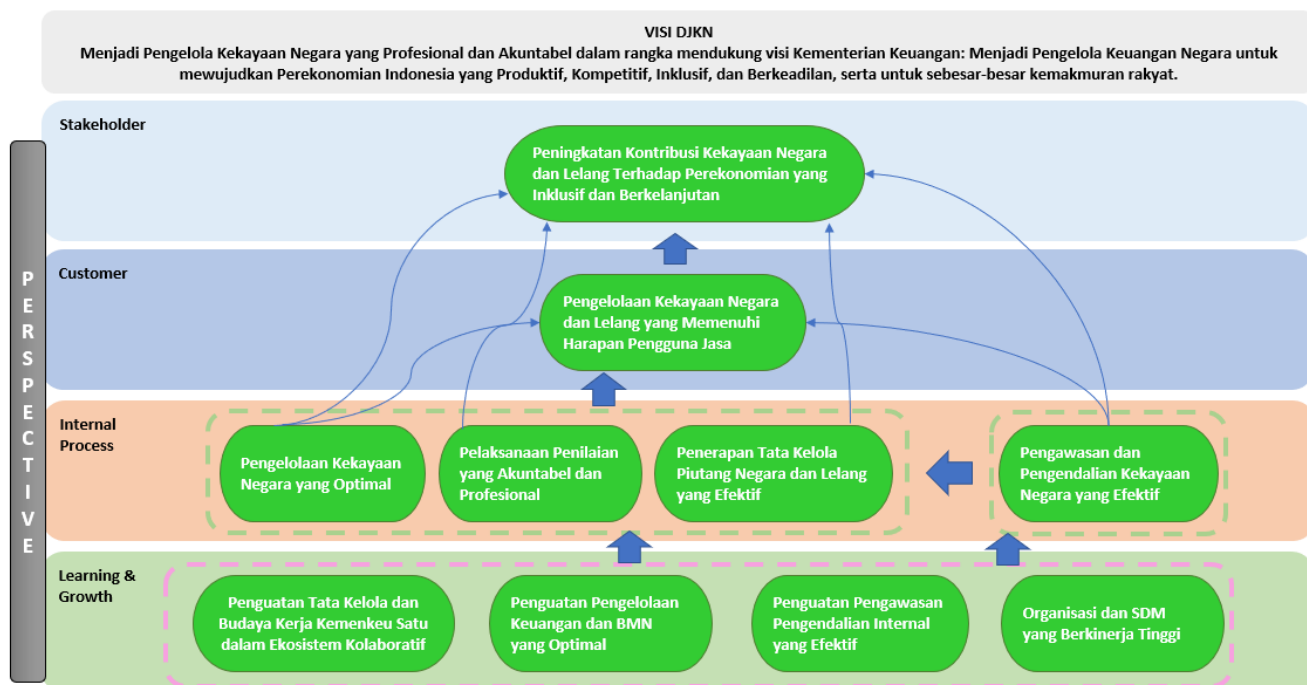 VISI DJKN
Menjadi Pengelola Kekayaan Negara yang Profesional dan Akuntabel dalam rangka mendukung visi Kementerian Keuangan: Menjadi Pengelola Keuangan Negara untuk
mewujudkan Perekonomian Indonesia yang Produktif, Kompetitif, Inklusif, dan Berkeadilan, serta untuk sebesar-besar kemakmuran rakyat.
PERSPECTIVE
Stakeholder
Peningkatan Kontribusi Kekayaan Negara
dan Lelang Terhadap Perekonomian yang
Inklusif dan Berkelanjutan
Customer
Pengelolaan Kekayaan Negara
dan Lelang yang Memenuhi
Harapan Pengguna Jasa
Internal
Process
Pengelolaan Kekayaan
Negara yang Optimal
Pelaksanaan Penilaian
yang Akuntabel dan
Profesional
Penerapan Tata Kelola
Piutang Negara dan Lelang
yang Efektif
Pengawasan dan
Pengendalian Kekayaan
Negara yang Efektif
Learning &
Growth
Penguatan Tata Kelola dan
Budaya Kerja Kemenkeu Satu
dalam Ekosistem Kolaboratif
Penguatan Pengelolaan
Keuangan dan BMN
yang Optimal
Penguatan Pengawasan
Pengendalian Internal
yang Efektif
Organisasi dan SDM
yang Berkinerja Tinggi